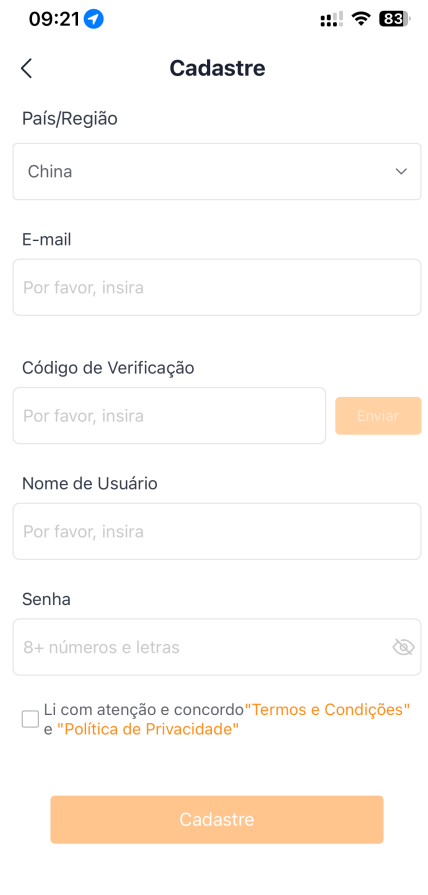 09:21
83
Cadastre
País/Região
China
E-mail
Por favor, insira
Código de Verificação
Por favor, insira
Enviar
Nome de Usuário
Por favor, insira
Senha
8+ números e letras
Li com atenção e concordo"Termos e Condições"
e "Política de Privacidade"
Cadastre